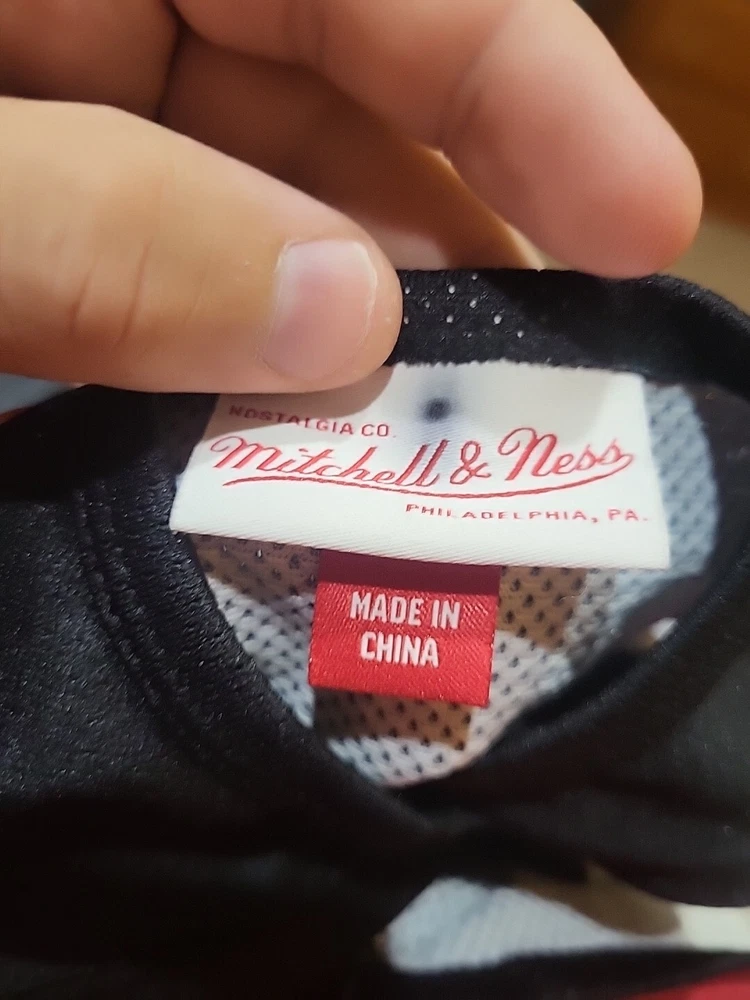 NOSTALGIA CO.
Mitchell & Ness
PHILADELPHIA, PA.
MADE IN
CHINA